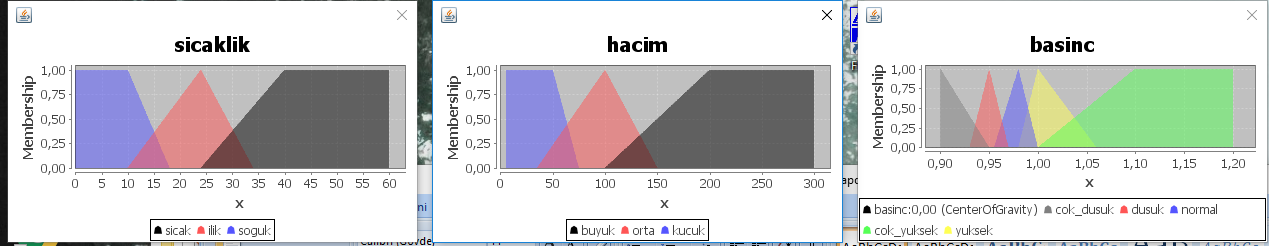 sicaklik
Membership
1,00
0,75
0,50
0,25
0,00
0 5 10 15 20 25 30 35 40 45 50 55 60
x
sicak ilik soguk
hacim
Membership
1,00
0,75
0,50
0,25
0,00
0 50 100 150 200 250 300
x
buyuk orta kucuk
basinc
Membership
1,00
0,75
0,50
0,25
0,00
0,90 0,95 1,00 1,05 1,10 1,15 1,20
x
basinc:0,00 (CenterOfGravity) cok_dusuk dusuk normal
cok_yuksek yuksek